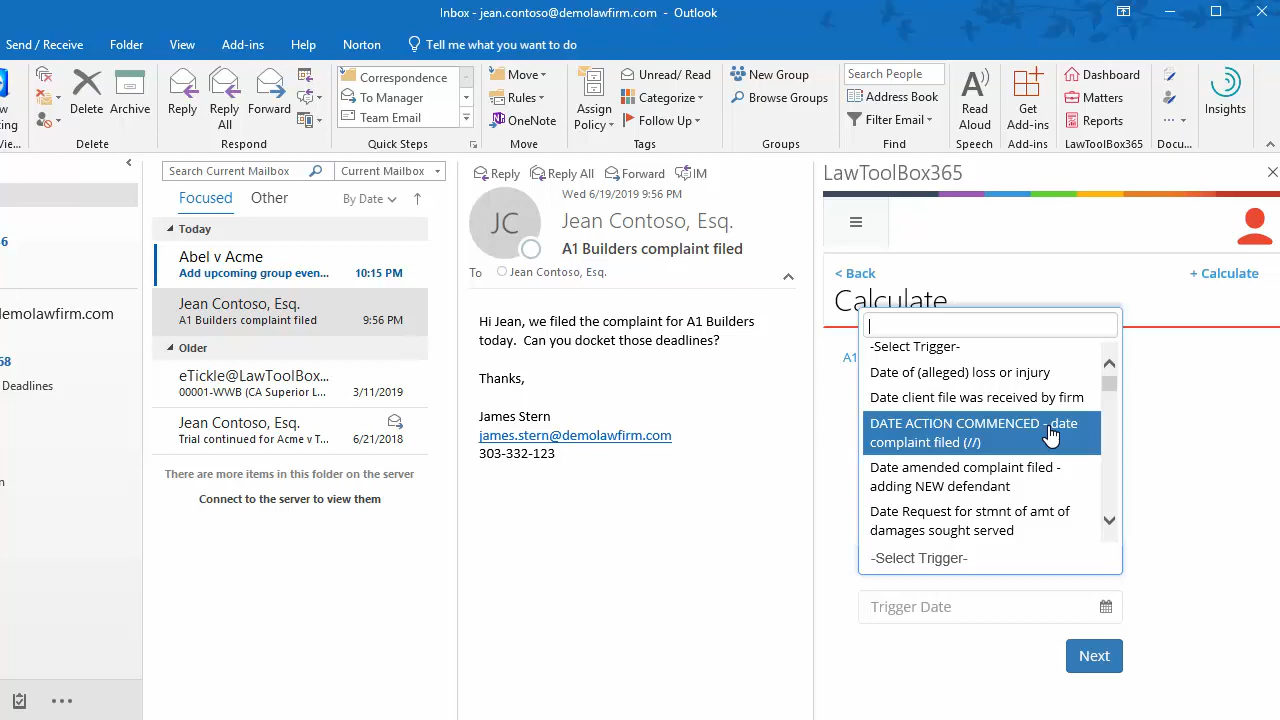 Inbox - jean.contoso@demolawfirm.com - Outlook
Send / Receive Folder View Add-ins Help Norton Tell me what you want to do
Delete Archive
Reply Reply All Forward
Correspondence
To Manager
Team Email
Move
Rules
OneNote
Assign Policy
Unread/ Read
Categorize
Follow Up
New Group
Browse Groups
Search People
Address Book
Filter Email
Read Aloud
Get Add-ins
Dashboard
Matters
Reports
Insights
Delete Respond Quick Steps Move Tags Groups Find Speech Add-ins LawToolBox365 Docu...
68
demolawfirm.com
Deadlines
Search Current Mailbox Current Mailbox
Focused Other By Date
Today
Abel v Acme
Add upcoming group even... 10:15 PM
Jean Contoso, Esq.
A1 Builders complaint filed 9:56 PM
Older
eTickle@LawToolBox...
00001-WWB (CA Superior L... 3/11/2019
Jean Contoso, Esq.
Trial continued for Acme v T... 6/21/2018
There are more items in this folder on the server
Connect to the server to view them
Reply Reply All Forward IM
Wed 6/19/2019 9:56 PM
JC
Jean Contoso, Esq.
A1 Builders complaint filed
To Jean Contoso, Esq.
Hi Jean, we filed the complaint for A1 Builders
today. Can you docket those deadlines?
Thanks,
James Stern
james.stern@demolawfirm.com
303-332-123
LawToolBox365
< Back + Calculate
Calculate
A1
-Select Trigger-
Date of (alleged) loss or injury
Date client file was received by firm
DATE ACTION COMMENCED - date
complaint filed (//)
Date amended complaint filed -
adding NEW defendant
Date Request for stmnt of amt of
damages sought served
-Select Trigger-
Trigger Date
Next